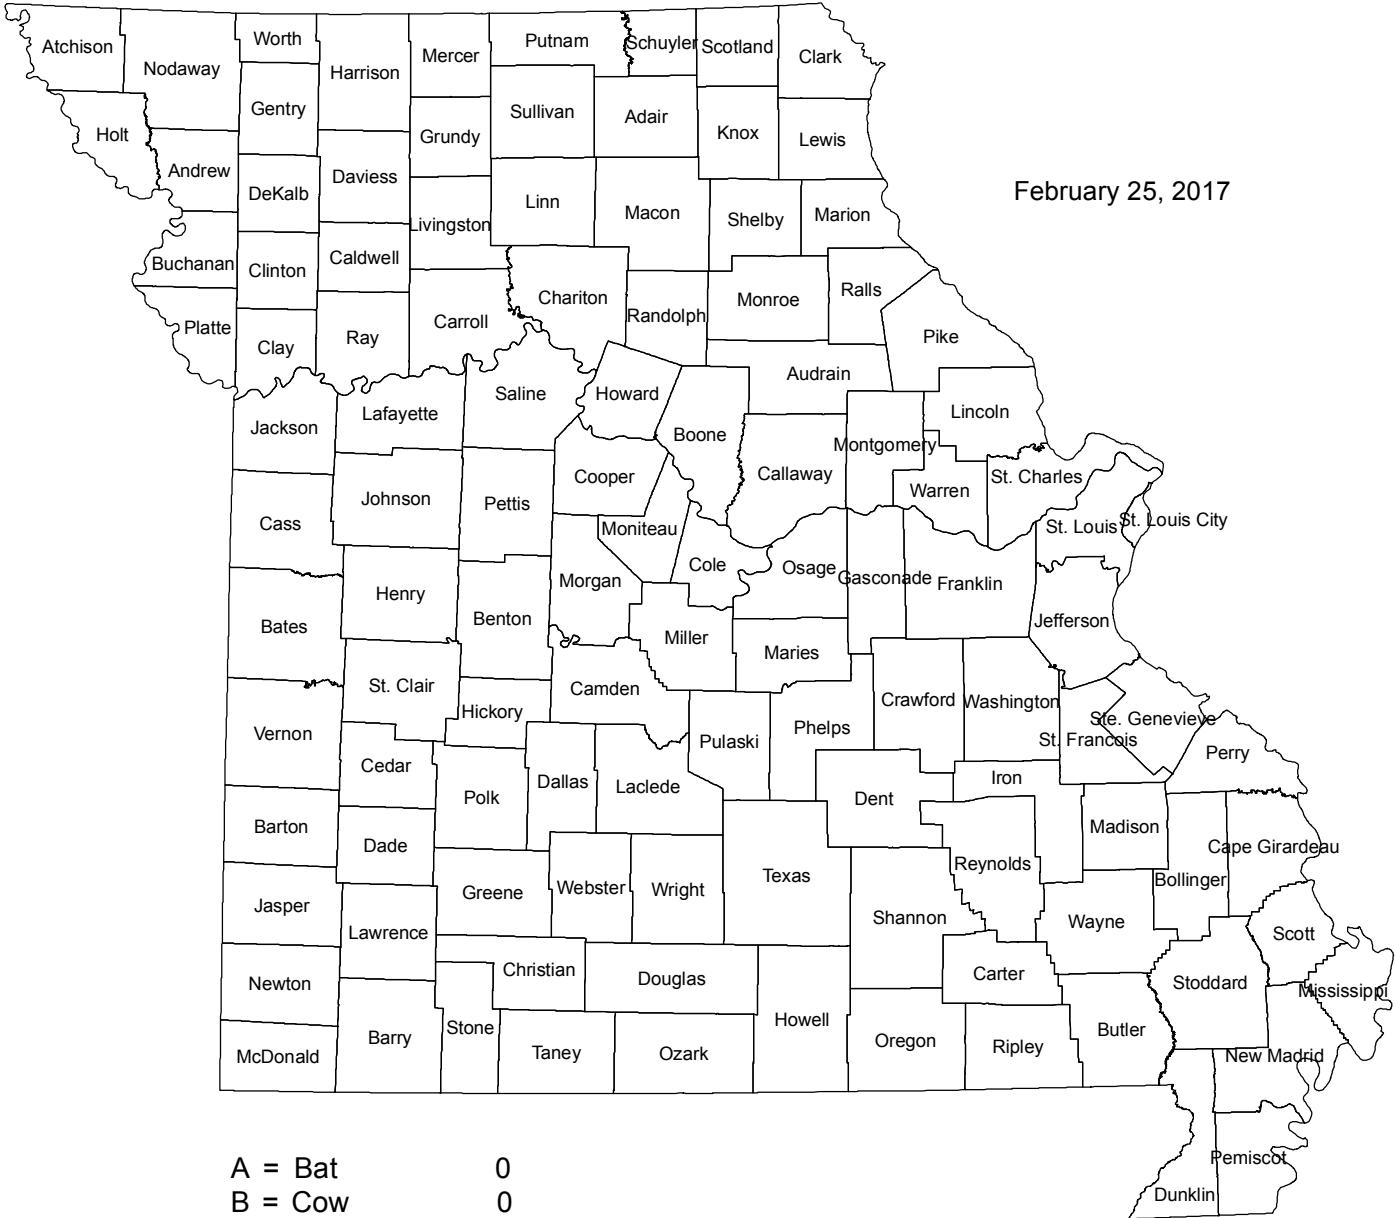 Atchison
Nodaway
Worth
Harrison
Mercer
Putnam
Schuyler
Scotland
Clark
Gentry
Sullivan
Adair
Knox
Lewis
Holt
Grundy
Andrew
DeKalb
Daviess
Livingston
Linn
Macon
Shelby
Marion
February 25, 2017
Buchanan
Clinton
Caldwell
Chariton
Randolph
Monroe
Ralls
Platte
Clay
Ray
Carroll
Pike
Audrain
Saline
Howard
Lafayette
Jackson
Lincoln
Boone
Montgomery
Callaway
Cooper
Warren
St. Charles
Johnson
Pettis
Cass
Moniteau
St. Louis
St. Louis City
Cole
Osage
Gasconade
Franklin
Morgan
Henry
Benton
Bates
Miller
Maries
Jefferson
St. Clair
Camden
Hickory
Crawford
Washington
Phelps
Pulaski
Ste. Genevieve
St. Francois
Perry
Vernon
Cedar
Dallas
Laclede
Polk
Dent
Iron
Barton
Dade
Madison
Cape Girardeau
Texas
Reynolds
Bollinger
Jasper
Greene
Webster
Wright
Lawrence
Shannon
Wayne
Scott
Newton
Christian
Douglas
Carter
Stoddard
Mississippi
Howell
Barry
Stone
Taney
Ozark
Oregon
Ripley
Butler
McDonald
New Madrid
Pemiscot
Dunklin
A = Bat 0
B = Cow 0